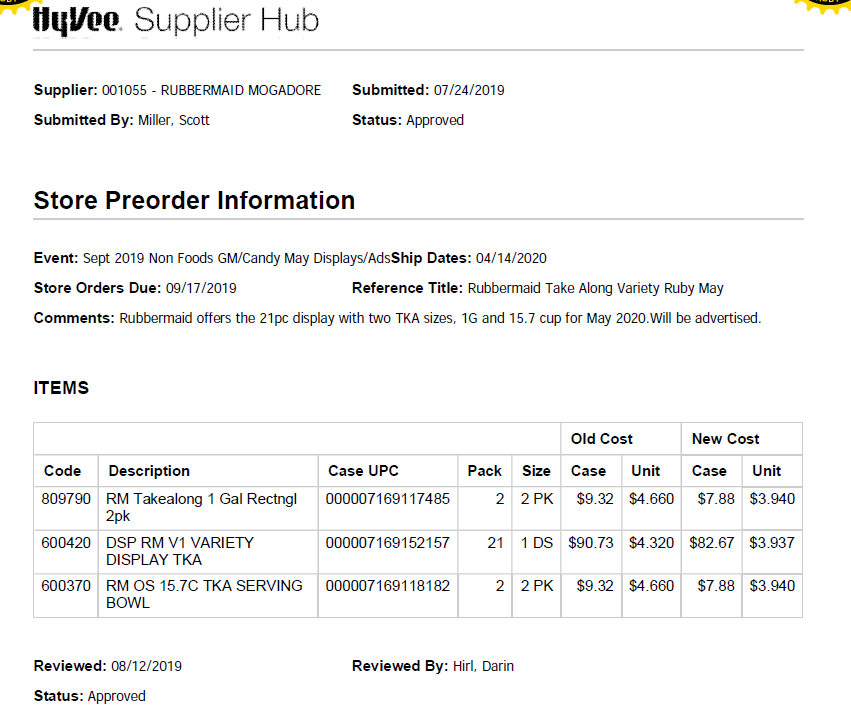 HyVee. Supplier Hub
Supplier: 001055 - RUBBERMAID MOGADORE Submitted: 07/24/2019
Submitted By: Miller, Scott Status: Approved
Store Preorder Information
Event: Sept 2019 Non Foods GM/Candy May Displays/AdsShip Dates: 04/14/2020
Store Orders Due: 09/17/2019 Reference Title: Rubbermaid Take Along Variety Ruby May
Comments: Rubbermaid offers the 21pc display with two TKA sizes, 1G and 15.7 cup for May 2020.Will be advertised.
ITEMS
Old Cost New Cost
Code Description Case UPC Pack Size Case Unit Case Unit
809790 RM Takealong 1 Gal Rectngl 000007169117485 2 2 PK $9.32 $4.660 $7.88 $3.940
2pk
600420 DSP RM V1 VARIETY 000007169152157 21 1 DS $90.73 $4.320 $82.67 $3.937
DISPLAY TKA
600370 RM OS 15.7C TKA SERVING 000007169118182 2 2 PK $9.32 $4.660 $7.88 $3.940
BOWL
Reviewed: 08/12/2019 Reviewed By: Hirl, Darin
Status: Approved